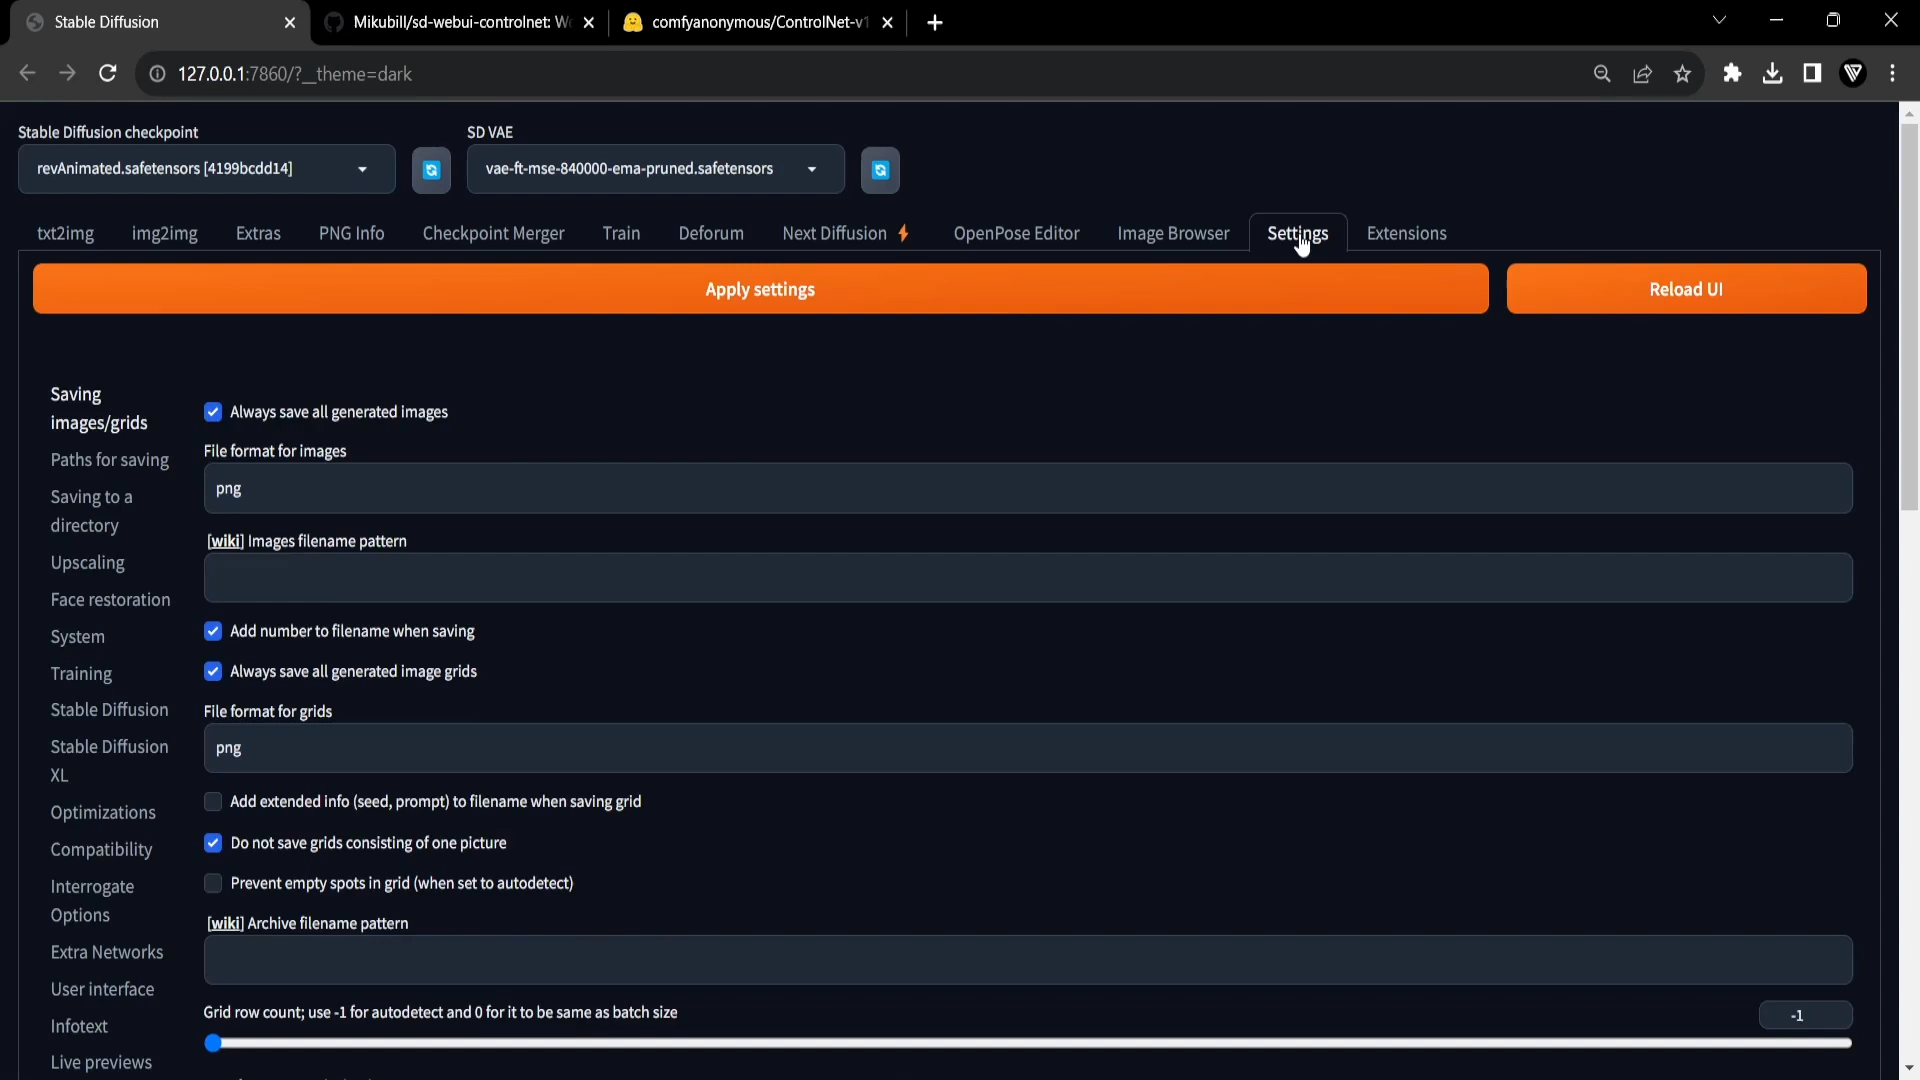 Stable Diffusion
Mikubill/sd-webui-controlnet: W
comfyanonymous/ControlNet-v1
127.0.0.1:7860/?__theme=dark
Stable Diffusion checkpoint
SD VAE
revAnimated.safetensors [4199bcdd14]
vae-ft-mse-840000-ema-pruned.safetensors
txt2img
img2img
Extras
PNG Info
Checkpoint Merger
Train
Deforum
Next Diffusion ⚡
OpenPose Editor
Image Browser
Settings
Extensions
Apply settings
Reload UI
Saving
images/grids
Paths for saving
Saving to a
directory
Upscaling
Face restoration
System
Training
Stable Diffusion
Stable Diffusion
XL
Optimizations
Compatibility
Interrogate
Options
Extra Networks
User interface
Infotext
Live previews
Always save all generated images
File format for images
png
[wiki] Images filename pattern
Add number to filename when saving
Always save all generated image grids
File format for grids
png
Add extended info (seed, prompt) to filename when saving grid
Do not save grids consisting of one picture
Prevent empty spots in grid (when set to autodetect)
[wiki] Archive filename pattern
Grid row count; use -1 for autodetect and 0 for it to be same as batch size
-1